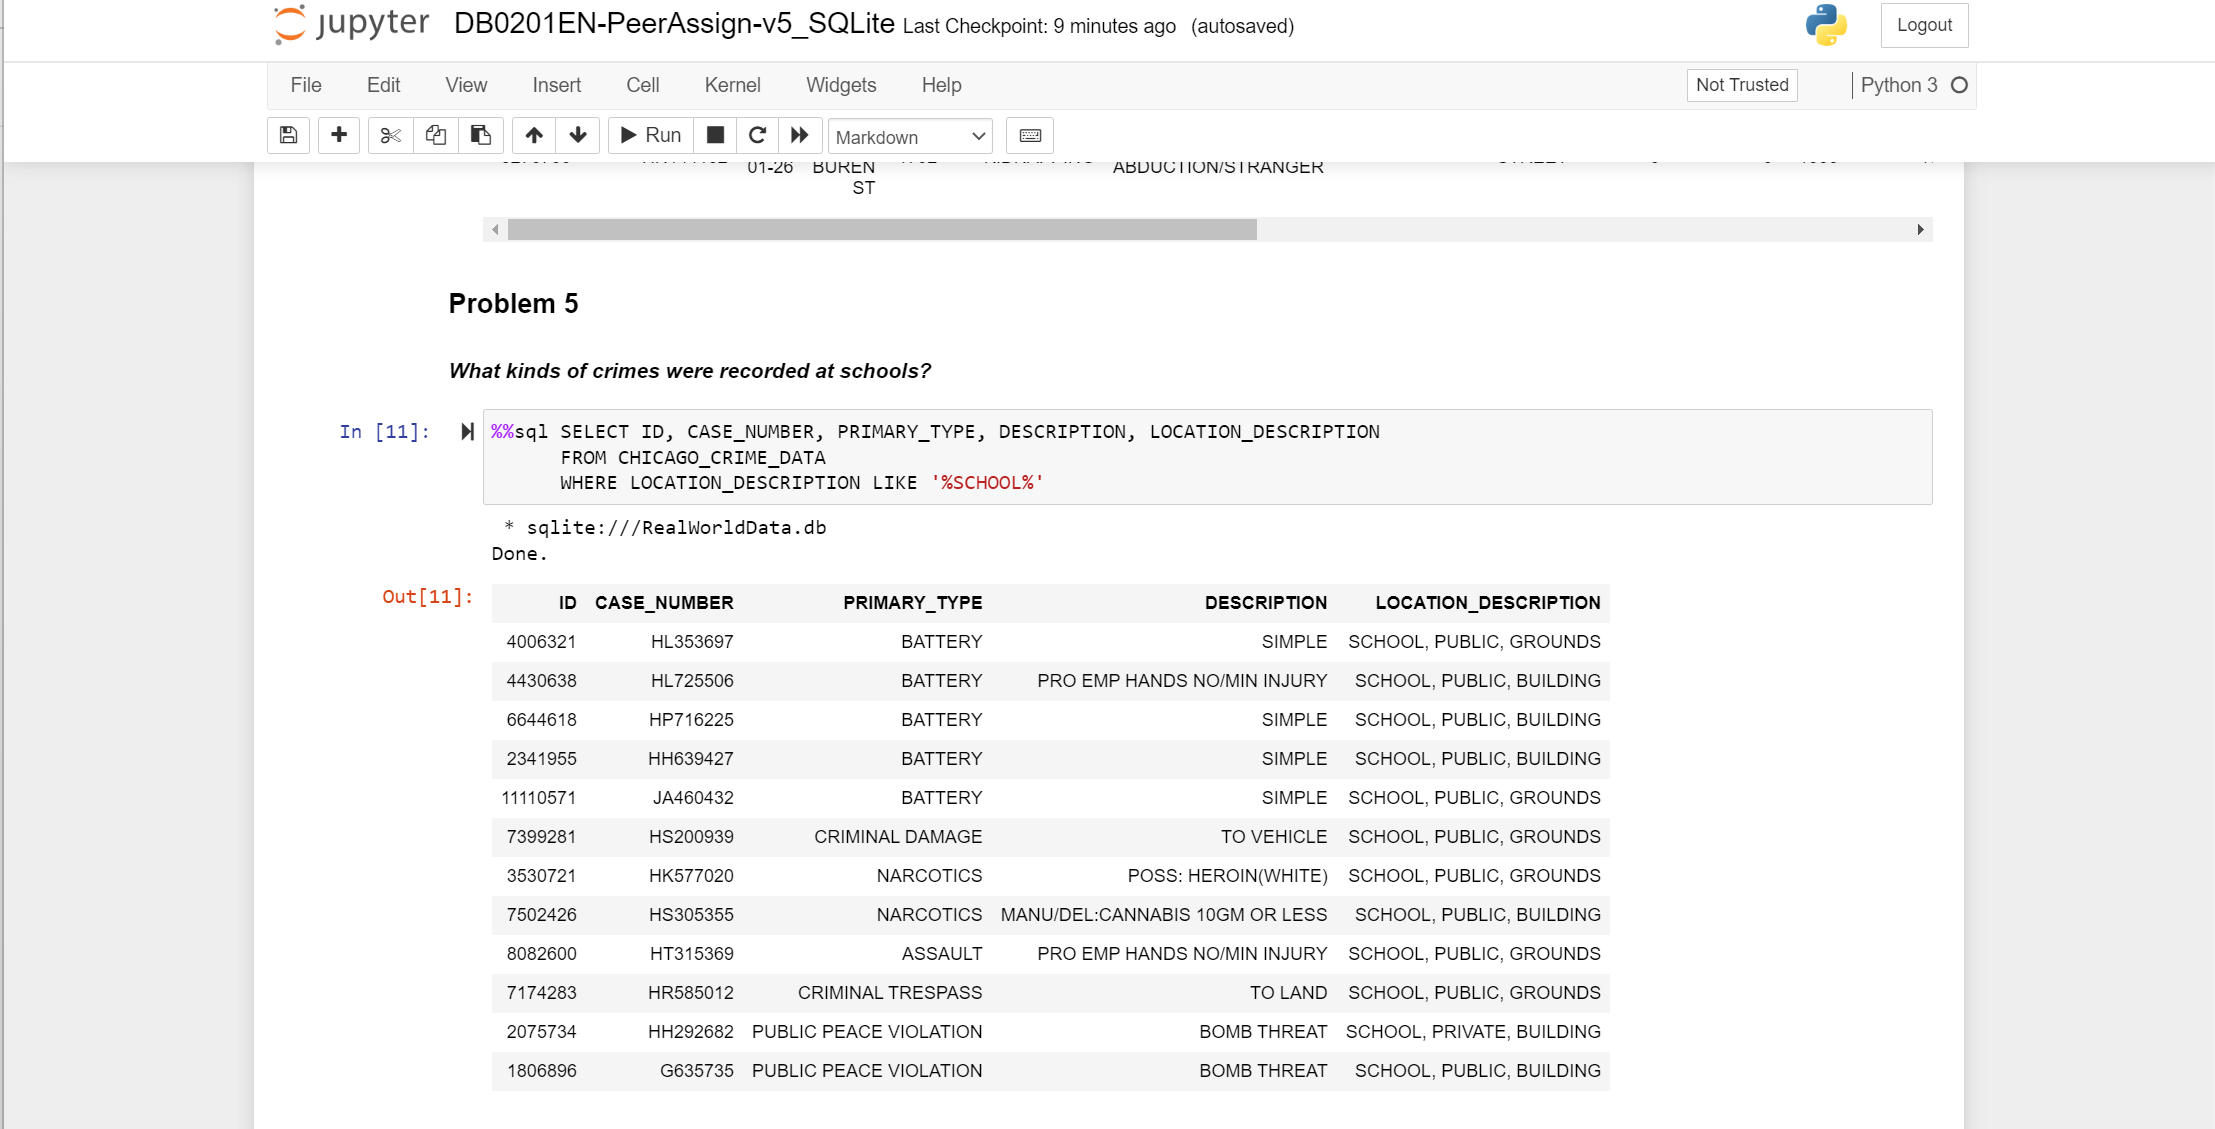 jupyter DB0201EN-PeerAssign-v5_SQLite Last Checkpoint: 9 minutes ago (autosaved) Logout
File Edit View Insert Cell Kernel Widgets Help Not Trusted Python 3
Run Markdown
01-26 BUREN ABDUCTION/STRANGER
ST
Problem 5
What kinds of crimes were recorded at schools?
In [11]: %%sql SELECT ID, CASE_NUMBER, PRIMARY_TYPE, DESCRIPTION, LOCATION_DESCRIPTION
FROM CHICAGO_CRIME_DATA
WHERE LOCATION_DESCRIPTION LIKE '%SCHOOL%'
* sqlite:///RealWorldData.db
Done.
Out[11]: ID CASE_NUMBER PRIMARY_TYPE DESCRIPTION LOCATION_DESCRIPTION
4006321 HL353697 BATTERY SIMPLE SCHOOL, PUBLIC, GROUNDS
4430638 HL725506 BATTERY PRO EMP HANDS NO/MIN INJURY SCHOOL, PUBLIC, BUILDING
6644618 HP716225 BATTERY SIMPLE SCHOOL, PUBLIC, BUILDING
2341955 HH639427 BATTERY SIMPLE SCHOOL, PUBLIC, BUILDING
11110571 JA460432 BATTERY SIMPLE SCHOOL, PUBLIC, GROUNDS
7399281 HS200939 CRIMINAL DAMAGE TO VEHICLE SCHOOL, PUBLIC, GROUNDS
3530721 HK577020 NARCOTICS POSS: HEROIN(WHITE) SCHOOL, PUBLIC, GROUNDS
7502426 HS305355 NARCOTICS MANU/DEL:CANNABIS 10GM OR LESS SCHOOL, PUBLIC, BUILDING
8082600 HT315369 ASSAULT PRO EMP HANDS NO/MIN INJURY SCHOOL, PUBLIC, GROUNDS
7174283 HR585012 CRIMINAL TRESPASS TO LAND SCHOOL, PUBLIC, GROUNDS
2075734 HH292682 PUBLIC PEACE VIOLATION BOMB THREAT SCHOOL, PRIVATE, BUILDING
1806896 G635735 PUBLIC PEACE VIOLATION BOMB THREAT SCHOOL, PUBLIC, BUILDING